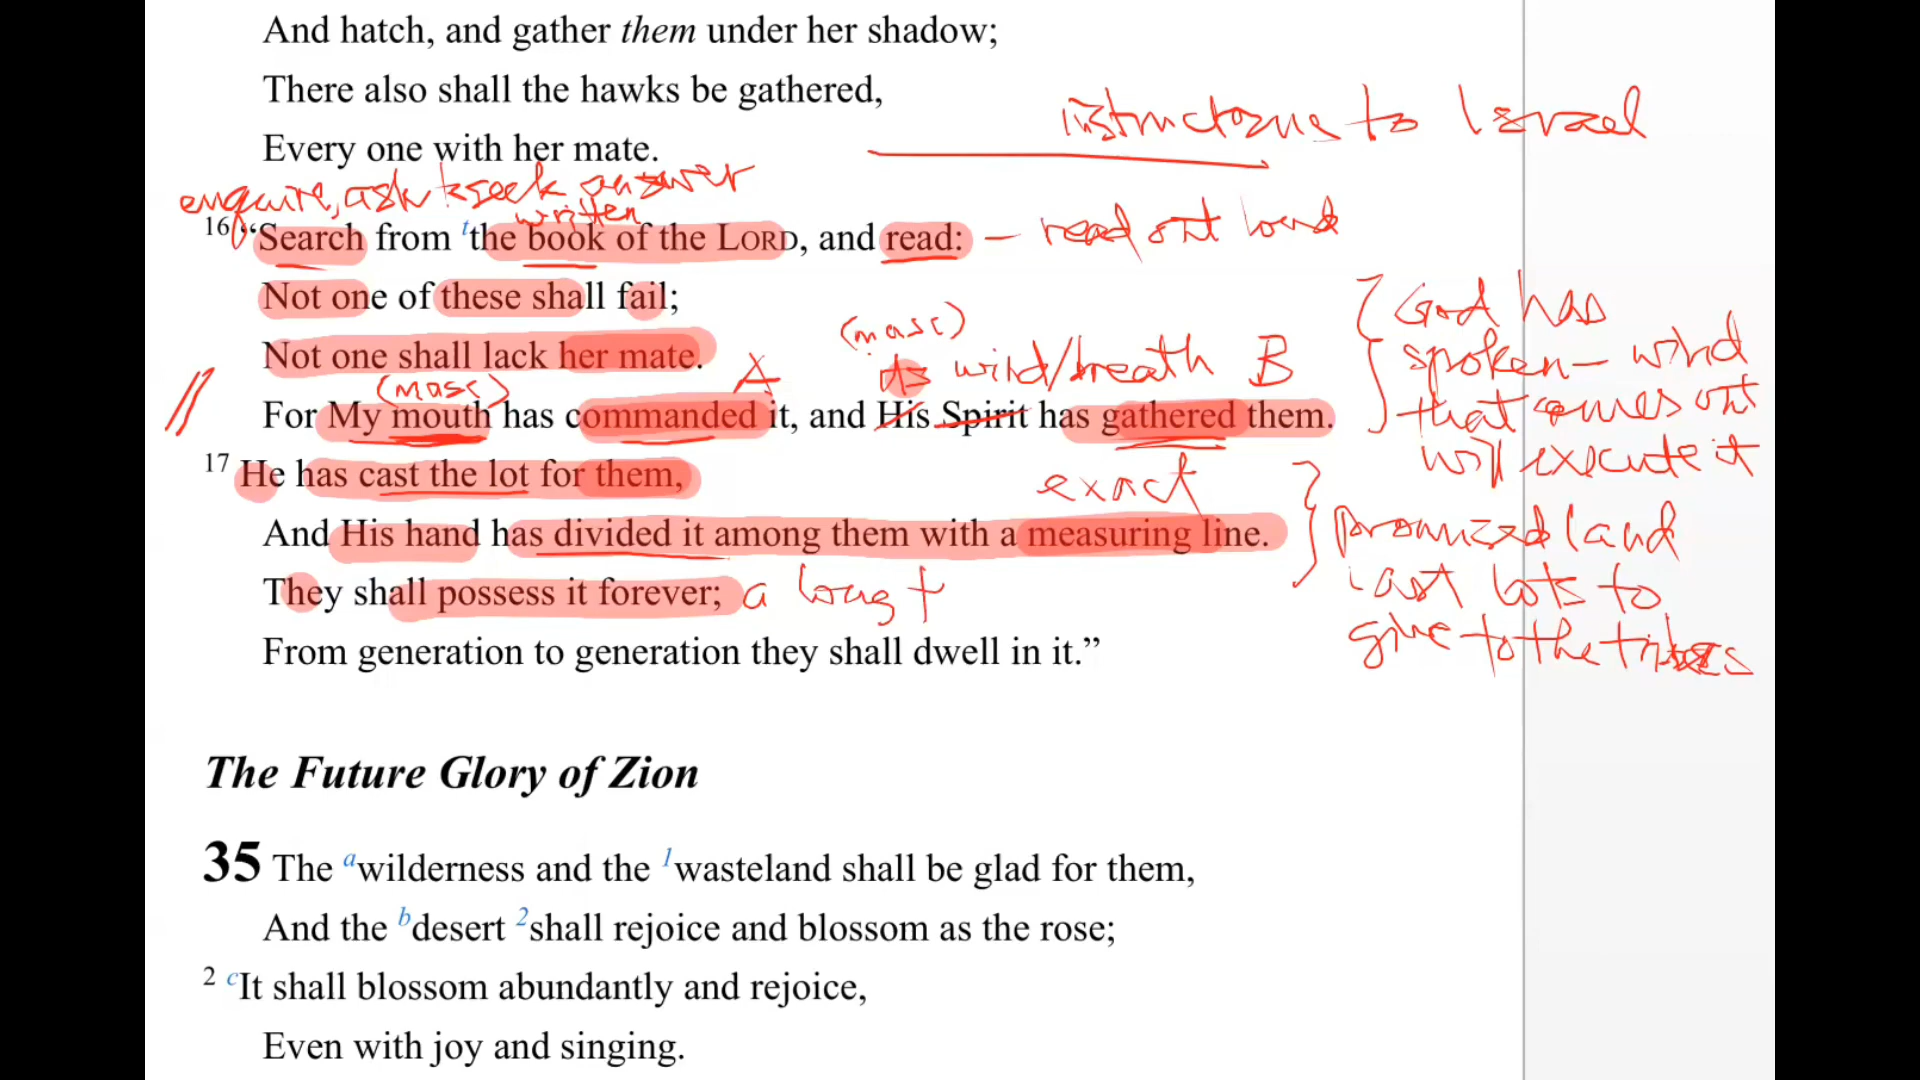 And hatch, and gather them under her shadow;
There also shall the hawks be gathered,
instructions to Israel
Every one with her mate.
enquire, ask & seek answer
written
16 “Search from t the book of the LORD, and read: – read out loud
Not one of these shall fail;
{ God has
(masc)
Not one shall lack her mate. A its wind/breath B spoken – wind
(masc)
// For My mouth has commanded it, and His Spirit has gathered them. that comes out
will execute it
17 He has cast the lot for them,
exact
And His hand has divided it among them with a measuring line. } promized land
They shall possess it forever; a long t
cast lots to
give to the tribes
From generation to generation they shall dwell in it.”
The Future Glory of Zion
35 The a wilderness and the 1 wasteland shall be glad for them,
And the b desert 2 shall rejoice and blossom as the rose;
2 c It shall blossom abundantly and rejoice,
Even with joy and singing.